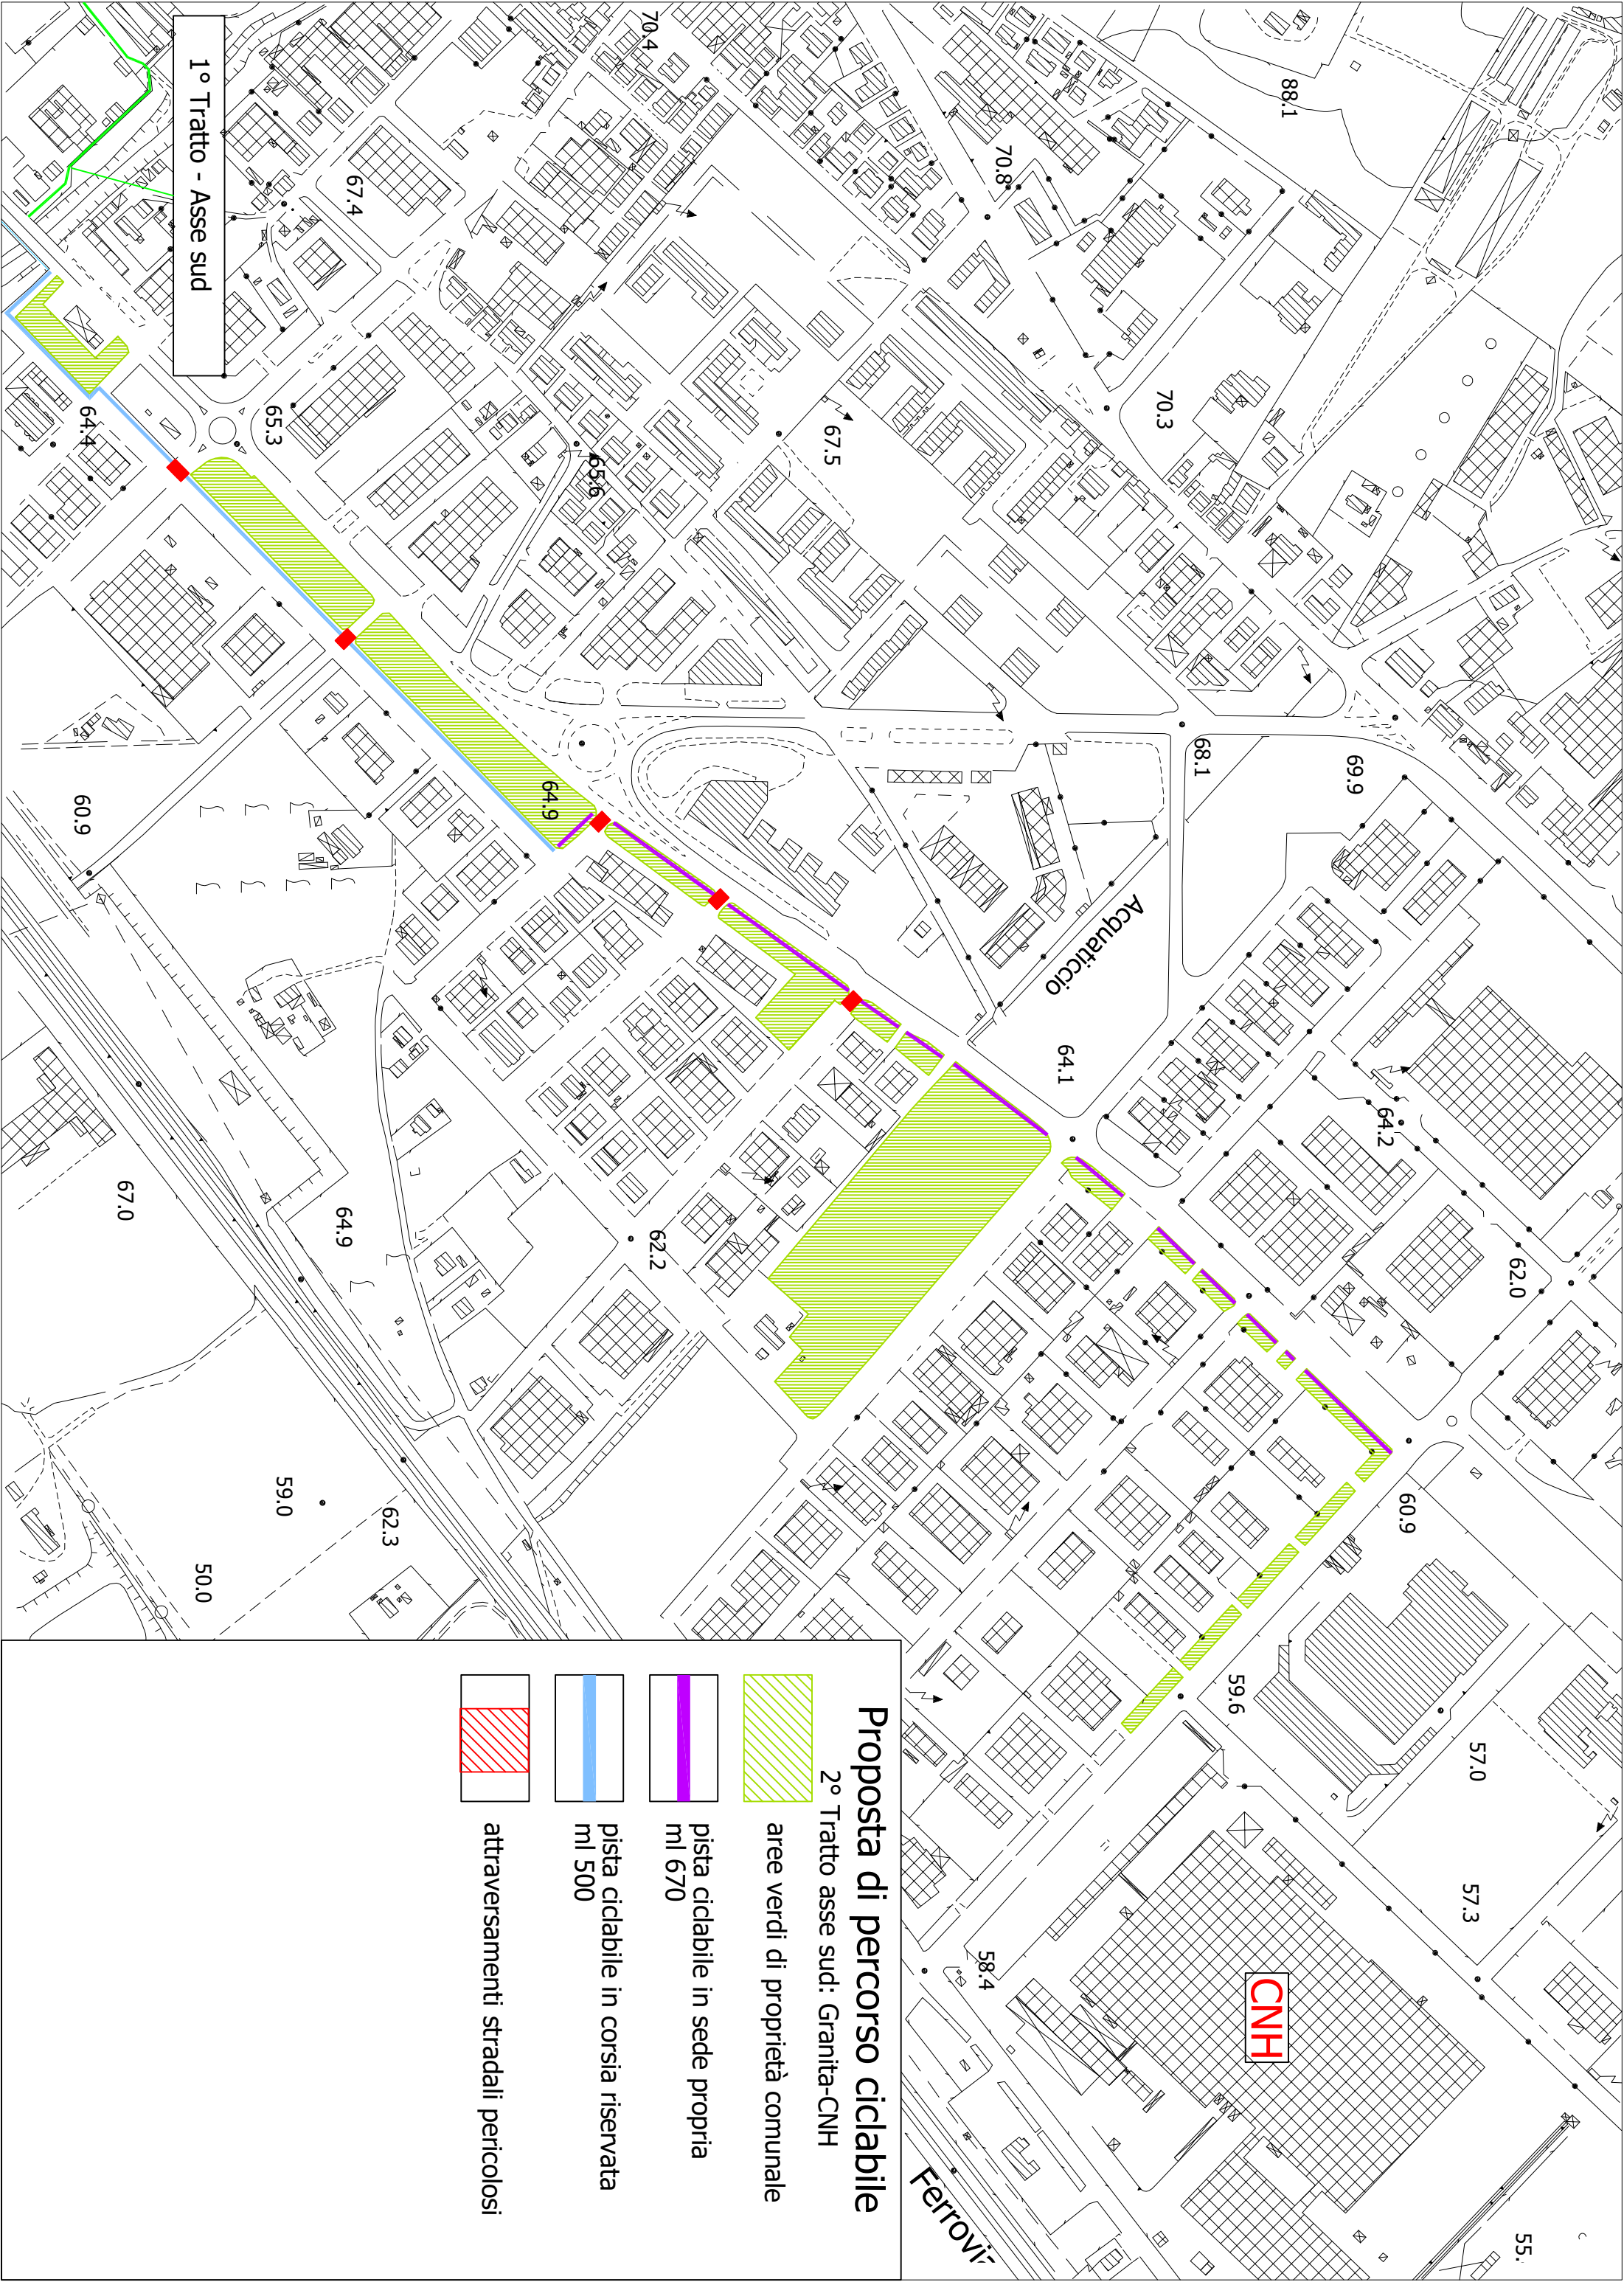 88.1
70.4
70.8
67.4
1° Tratto - Asse sud
70.3
67.5
65.3
65.6
64.4
68.1
69.9
64.9
60.9
Acquaticcio
64.1
64.2
62.0
62.2
64.9
67.0
60.9
59.0
62.3
50.0
59.6
57.0
57.3
58.4
CNH
55.
Proposta di percorso ciclabile
2° Tratto asse sud: Granita-CNH
aree verdi di proprietà comunale
pista ciclabile in sede propria
ml 670
pista ciclabile in corsia riservata
ml 500
attraversamenti stradali pericolosi